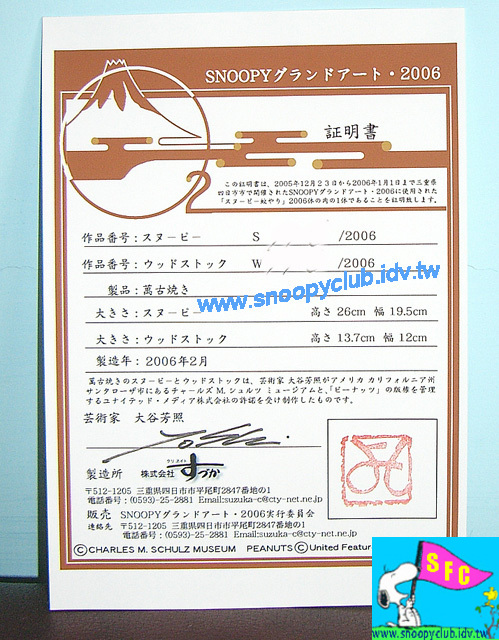 SNOOPYグランドアート・2006
証明書
この証明書は、2005年12月23日から2006年1月1日まで三重県
四日市市で開催されたSNOOPYグランドアート・2006に使用された
「スヌーピー蚊やり」2006体の内の1体であることを証明致します。
2
作品番号：スヌーピー S /2006
作品番号：ウッドストック W /2006
www.snoopyclub.idv.tw
製品：萬古焼き
大きさ：スヌーピー 高さ 26cm 幅 19.5cm
大きさ：ウッドストック 高さ 13.7cm 幅 12cm
製造年：2006年2月
萬古焼きのスヌーピーとウッドストックは、芸術家 大谷芳照がアメリカ カリフォルニア州
サンタローザ市にあるチャールズ M. シュルツ ミュージアムと、「ピーナッツ」の版権を管理
するユナイテッド・メディア株式会社の許諾を受け制作したものです。
芸術家 大谷芳照
製造所 株式会社 すづか
〒512-1205 三重県四日市市平尾町2847番地の1
電話番号：(0593)-25-2881 Email:suzuka-c@cty-net.ne.jp
販売 SNOOPYグランドアート・2006実行委員会
連絡先 〒512-1205 三重県四日市市平尾町2847番地の1
電話番号：(0593)-25-2881 Email:suzuka-c@cty-net.ne.jp
©CHARLES M. SCHULZ MUSEUM PEANUTS ©United Featur
SFC
www.snoopyclub.idv.tw